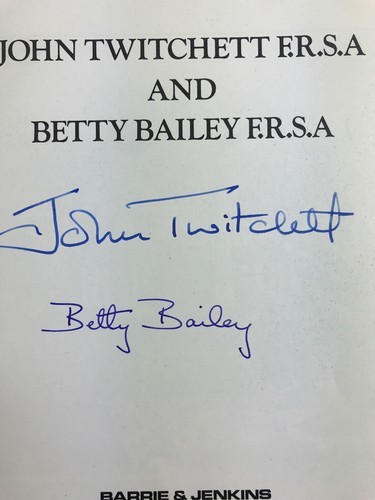 JOHN TWITCHETT F.R.S.A
AND
BETTY BAILEY F.R.S.A
John Twitchett
Betty Bailey
BARRIE & JENKINS